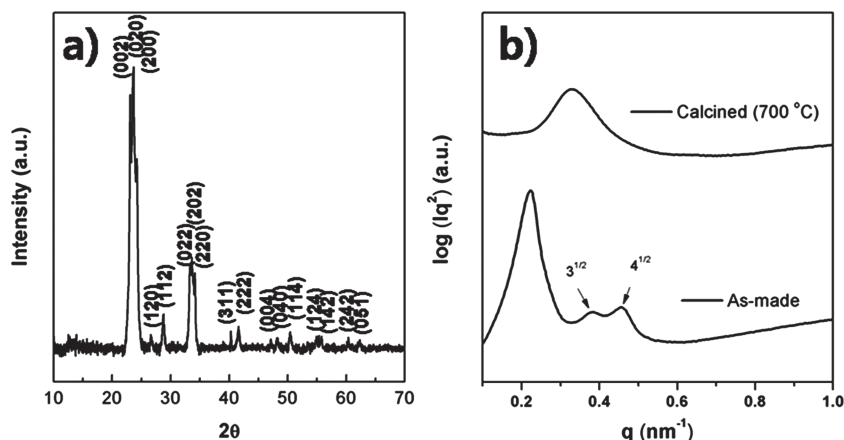 a)
(002)
(020)
(200)
(120)
(112)
(022)
(202)
(220)
(311)
(222)
(004)
(040)
(114)
(124)
(142)
(242)
(051)
Intensity (a.u.)
10 20 30 40 50 60 70
2θ
b)
Calcined (700 °C)
3^1/2
4^1/2
As-made
log (Iq²) (a.u.)
0.2 0.4 0.6 0.8 1.0
q (nm⁻¹)